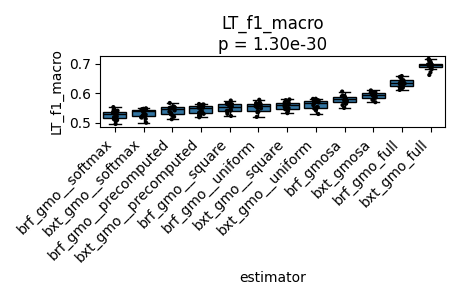 LT_f1_macro
p = 1.30e-30
LT_f1_macro
0.7
0.6
0.5
brf_gmo__softmax
bxt_gmo__softmax
brf_gmo__precomputed
bxt_gmo__precomputed
brf_gmo__square
brf_gmo__uniform
bxt_gmo__square
bxt_gmo__uniform
brf_gmosa
bxt_gmosa
brf_gmo_full
bxt_gmo_full
estimator